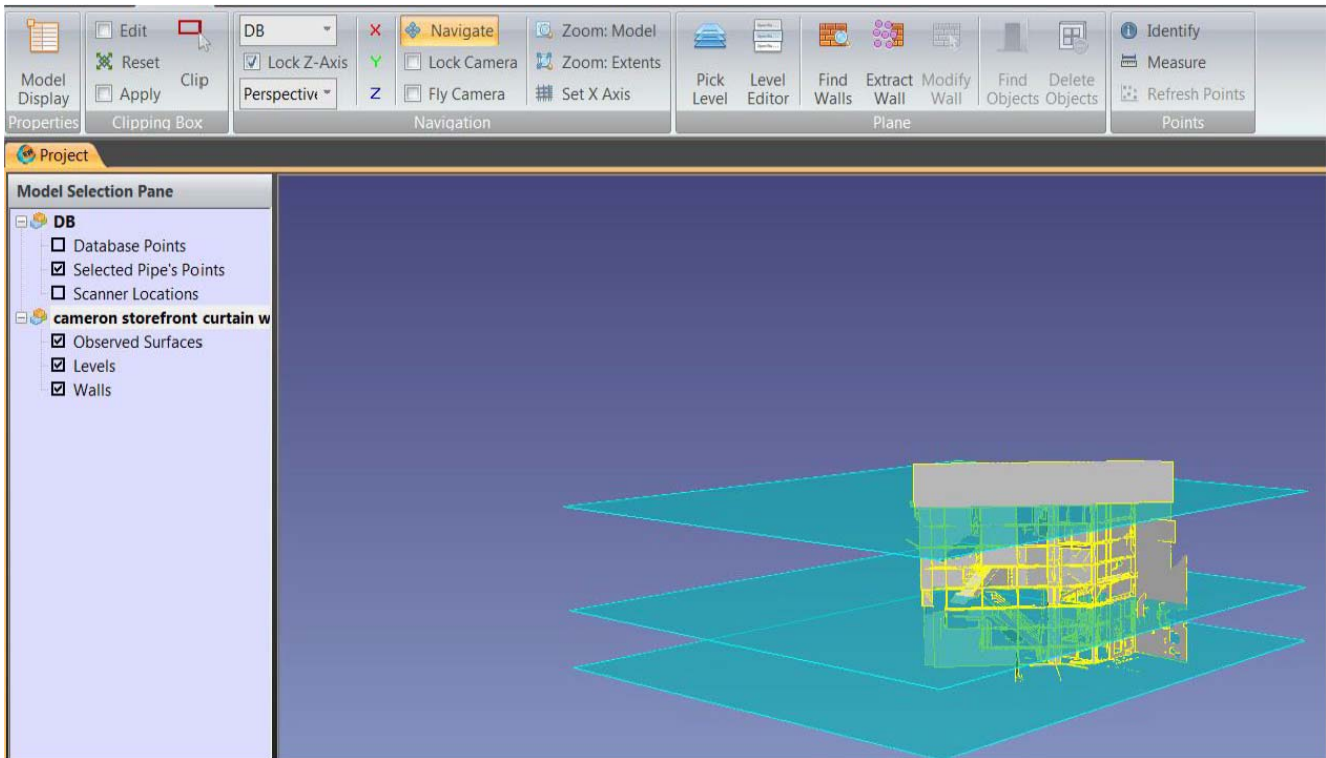 Model Display
Properties
Edit
Reset
Apply
Clip
Clipping Box
DB
Lock Z-Axis
Perspectiv
X
Y
Z
Navigate
Lock Camera
Fly Camera
Zoom: Model
Zoom: Extents
Set X Axis
Navigation
Pick Level
Level Editor
Find Walls
Extract Wall
Modify Wall
Find Objects
Delete Objects
Plane
Identify
Measure
Refresh Points
Points
Project
Model Selection Pane
DB
Database Points
Selected Pipe's Points
Scanner Locations
cameron storefront curtain w
Observed Surfaces
Levels
Walls